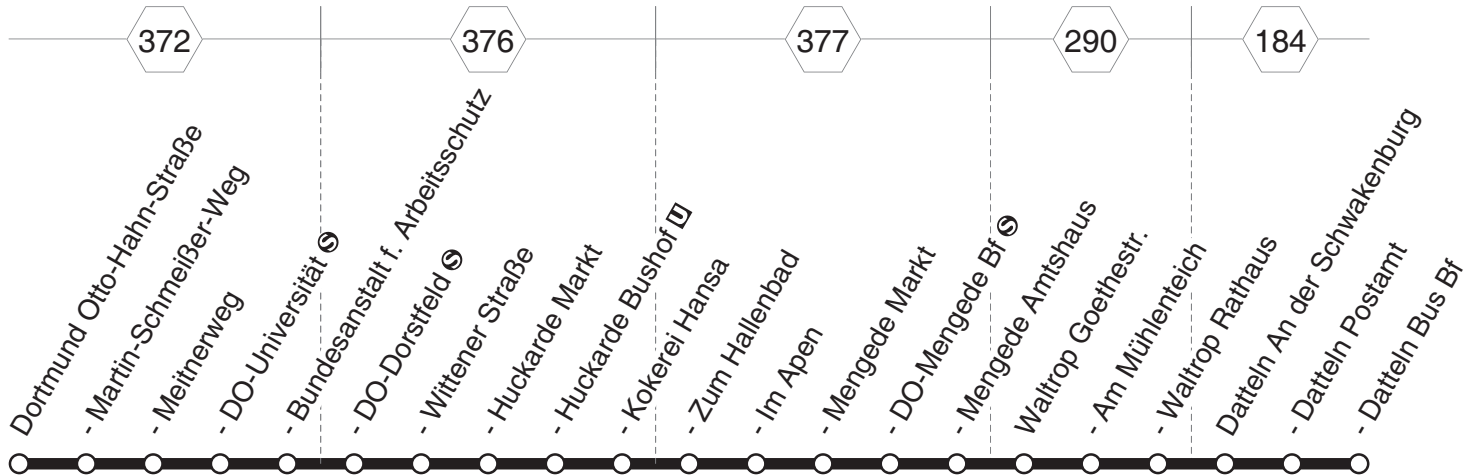 372 376 377 290 184
Dortmund Otto-Hahn-Straße
- Martin-Schmeißer-Weg
- Meitnerweg
- DO-Universität S
- Bundesanstalt f. Arbeitsschutz
- DO-Dorstfeld S
- Wittener Straße
- Huckarde Markt
- Huckarde Bushof U
- Kokerei Hansa
- Zum Hallenbad
- Im Apen
- Mengede Markt
- DO-Mengede Bf S
- Mengede Amtshaus
Waltrop Goethestr.
- Am Mühlenteich
- Waltrop Rathaus
Datteln An der Schwakenburg
- Datteln Postamt
- Datteln Bus Bf